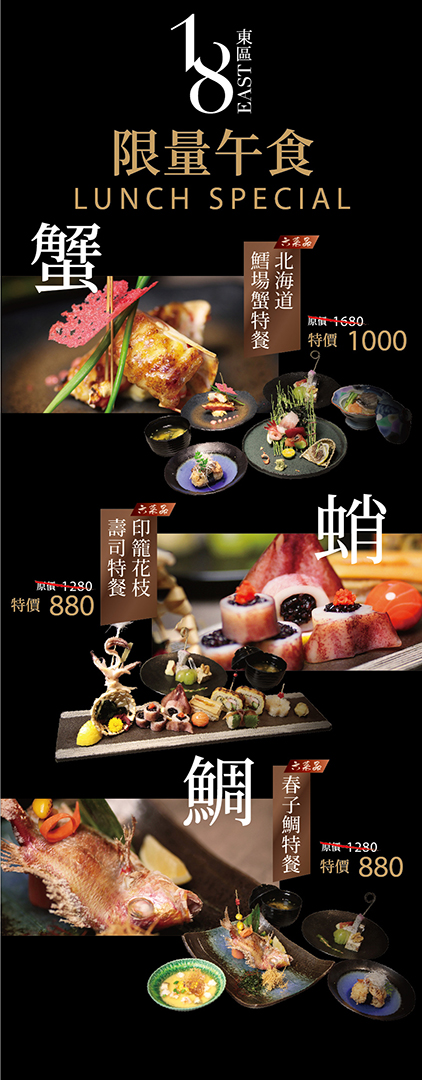 18
東區
EAST
限量午食
LUNCH SPECIAL
蟹
六菜品
北海道
鱈場蟹特餐
原價 1680
特價 1000
蛸
六菜品
印籠花枝
壽司特餐
原價 1280
特價 880
鯛
六菜品
春子鯛特餐
原價 1280
特價 880